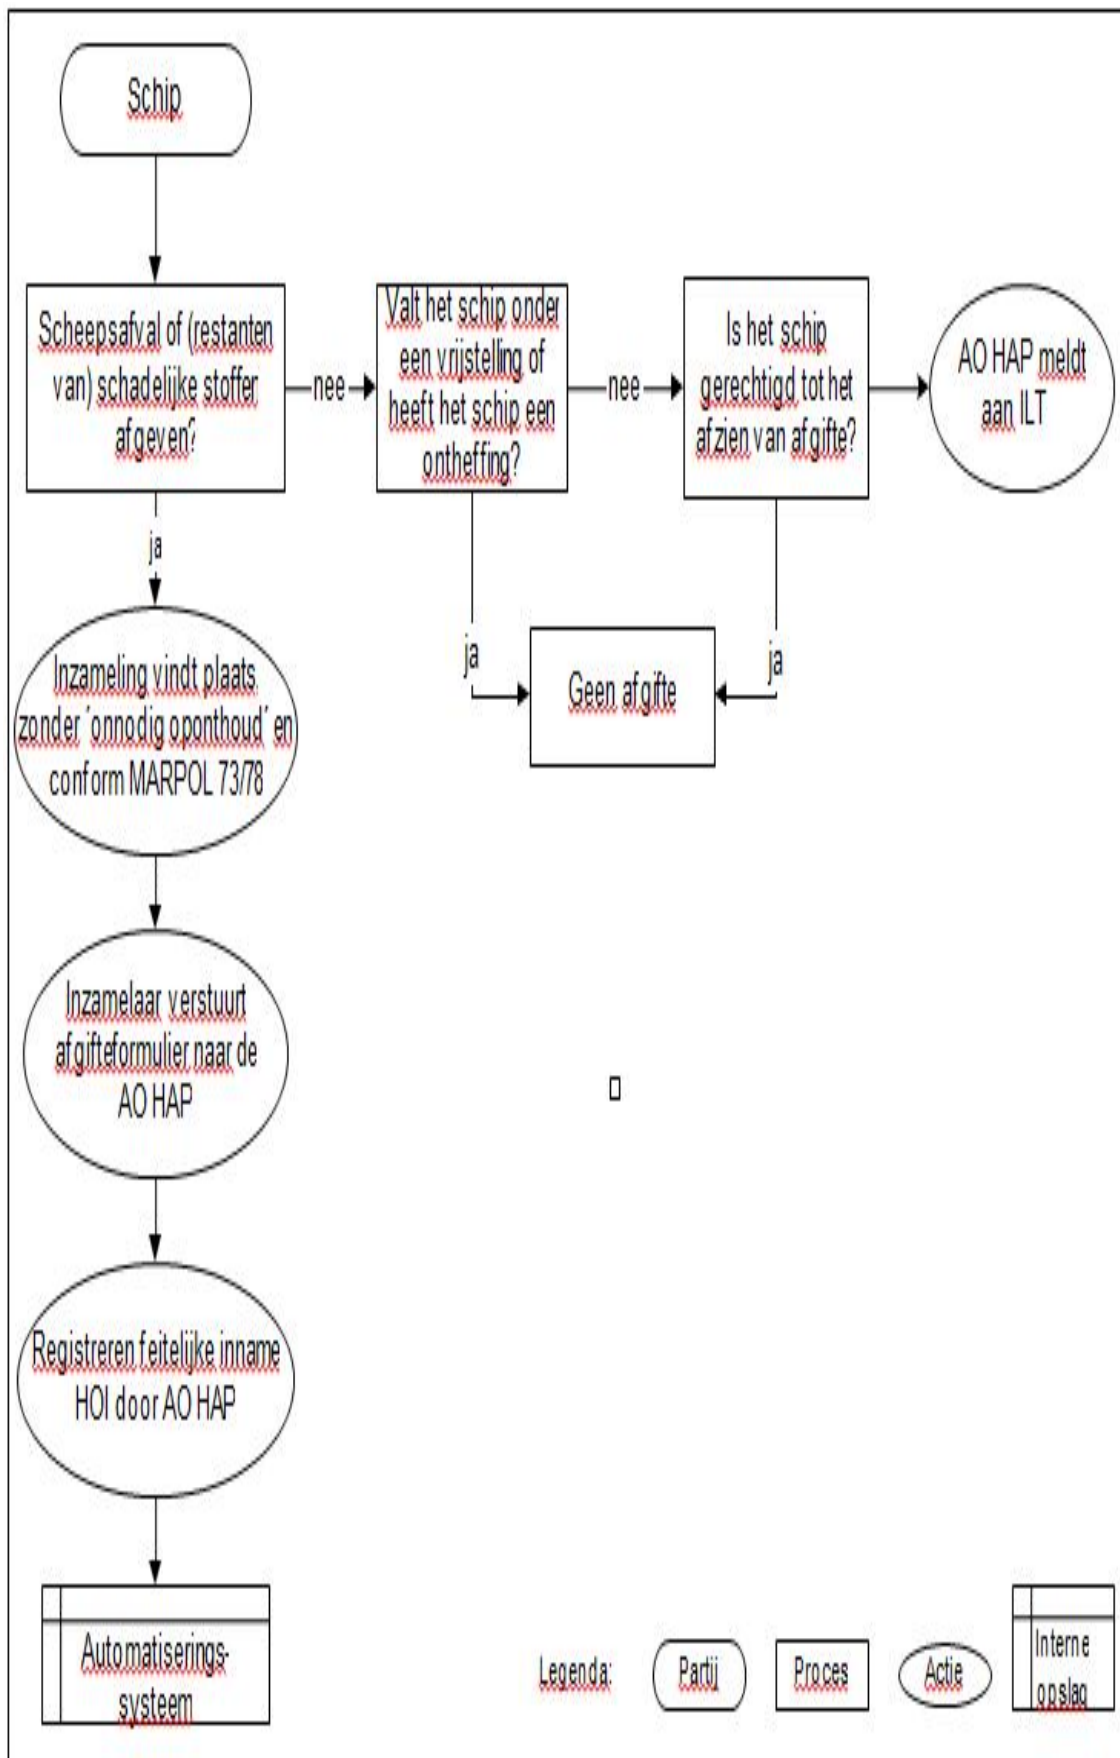 Schip
Scheepsafval of (restanten
van) schadelijke stoffen
afgeven?
nee
Valt het schip onder
een vrijstelling of
heeft het schip een
ontheffing?
nee
Is het schip
gerechtigd tot het
afzien van afgifte?
AO HAP meldt
aan ILT
ja
ja
ja
Geen afgifte
Inzameling vindt plaats
zonder ´onnodig oponthoud´ en
conform MARPOL 73/78
Inzamelaar verstuurt
afgifteformulier naar de
AO HAP
Registreren feitelijke inname
HOI door AO HAP
Automatiserings-
systeem
Legenda:
Partij
Proces
Actie
Interne
opslag